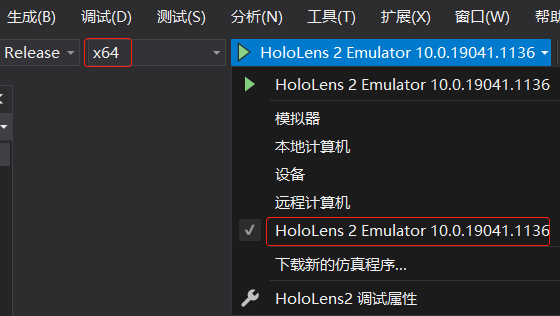 生成(B) 调试(D) 测试(S) 分析(N) 工具(T) 扩展(X) 窗口(W) 帮助
Release x64 HoloLens 2 Emulator 10.0.19041.1136
HoloLens 2 Emulator 10.0.19041.1136
模拟器
本地计算机
设备
远程计算机
HoloLens 2 Emulator 10.0.19041.1136
下载新的仿真程序...
HoloLens2 调试属性